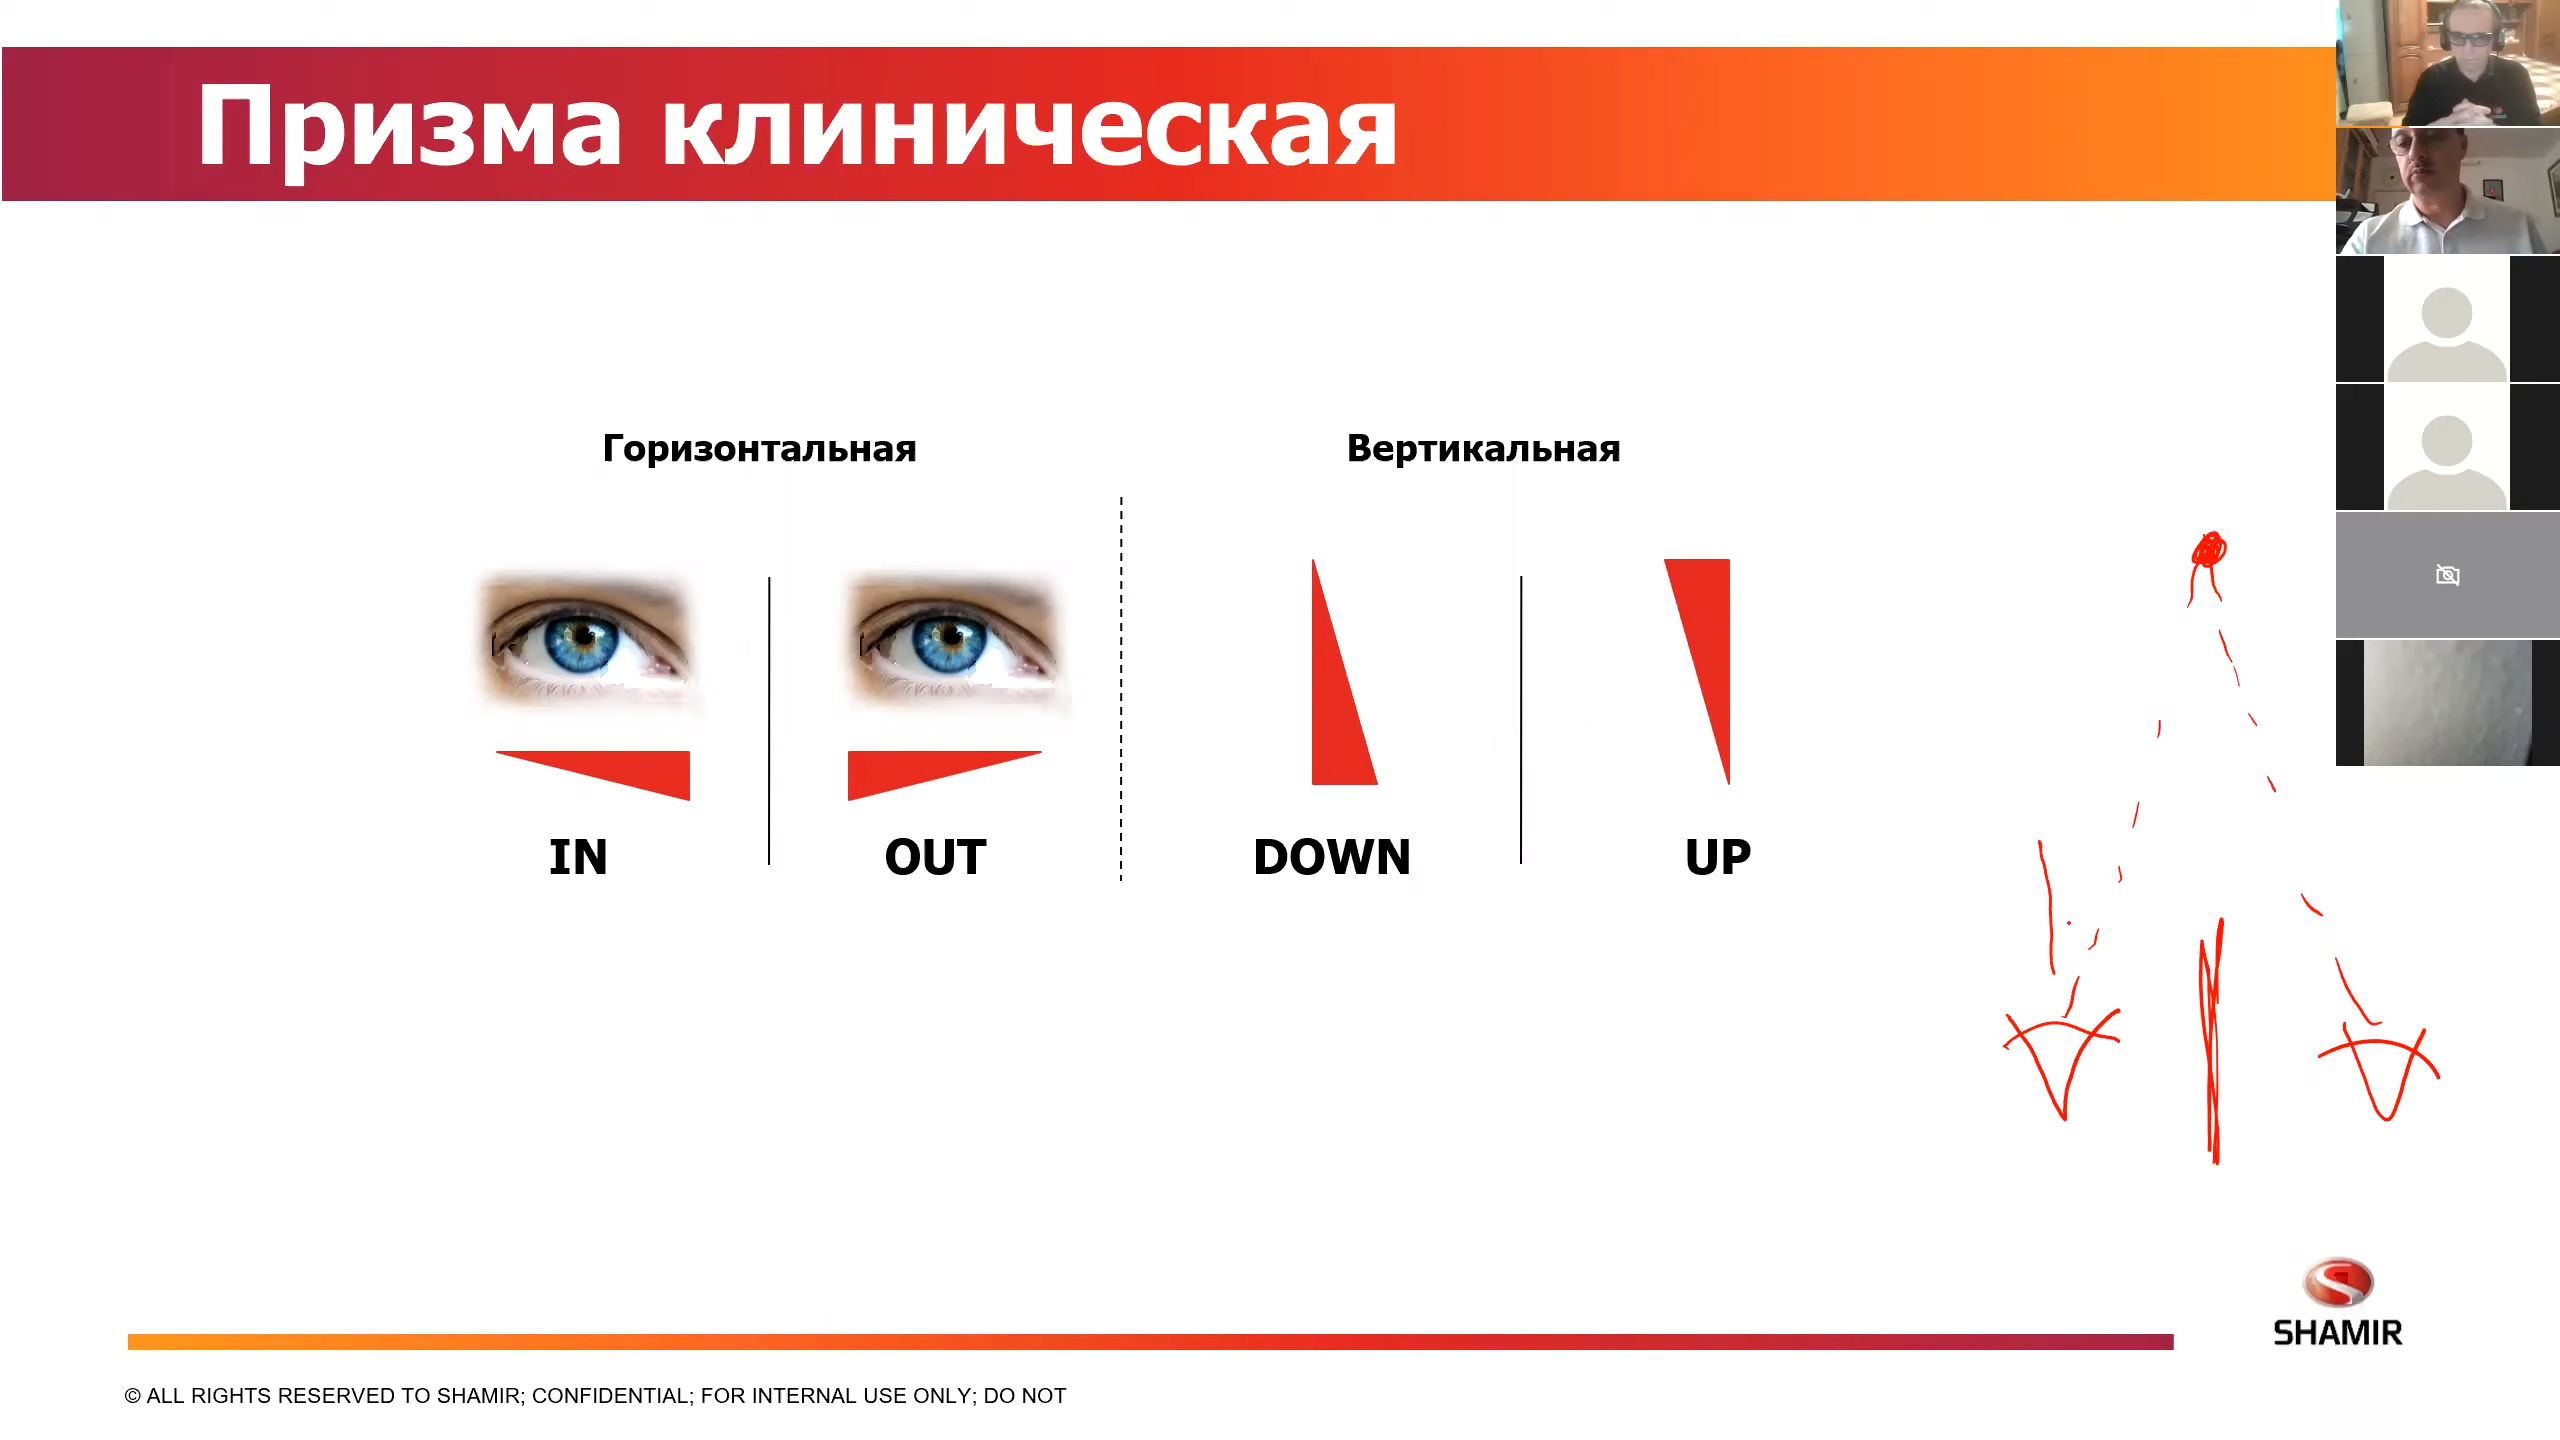 Призма клиническая
Горизонтальная
Вертикальная
IN
OUT
DOWN
UP
SHAMIR
© ALL RIGHTS RESERVED TO SHAMIR; CONFIDENTIAL; FOR INTERNAL USE ONLY; DO NOT